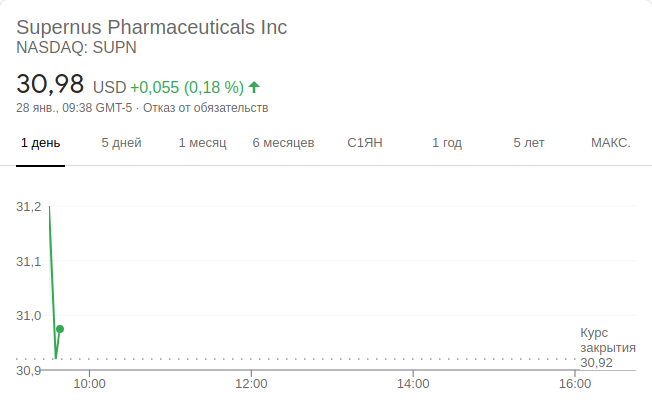 Supernus Pharmaceuticals Inc
NASDAQ: SUPN
30,98 USD +0,055 (0,18 %)
28 янв., 09:38 GMT-5 · Отказ от обязательств
1 день 5 дней 1 месяц 6 месяцев С1ЯН 1 год 5 лет МАКС.
31,2
31,1
31,0
Курс
закрытия
30,92
30,9
10:00 12:00 14:00 16:00